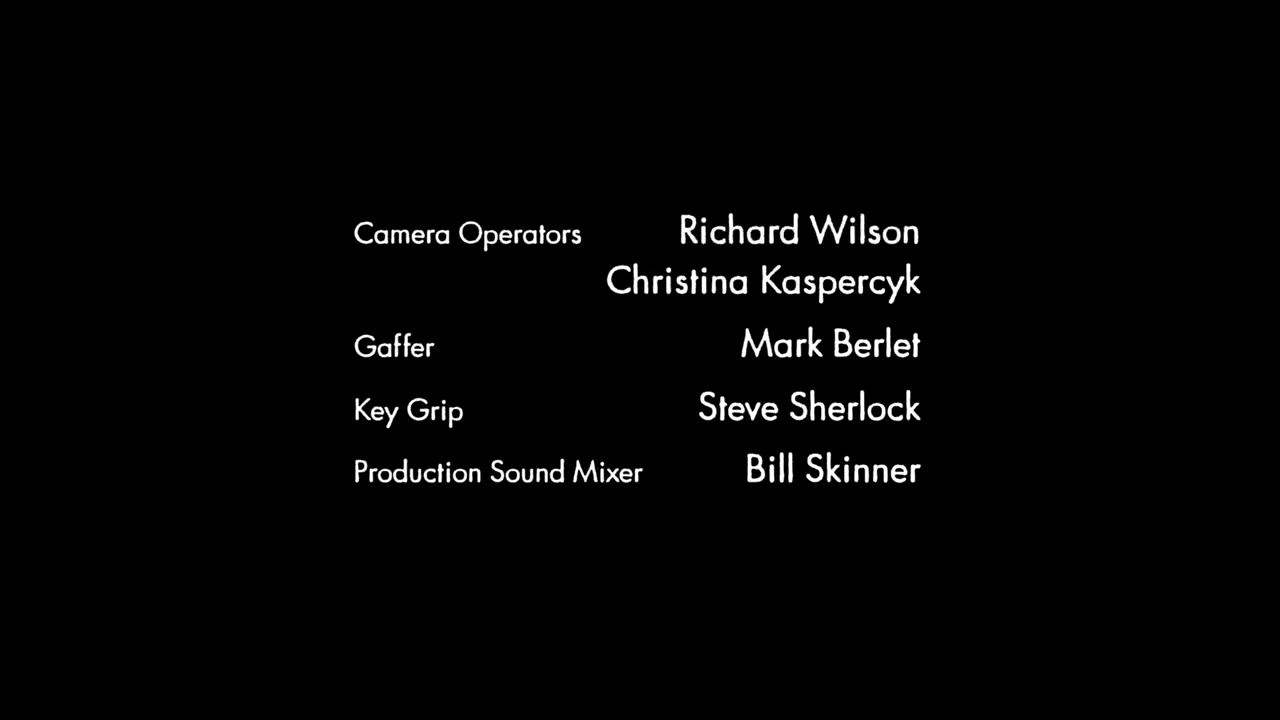 Camera Operators Richard Wilson
Christina Kaspercyk
Gaffer Mark Berlet
Key Grip Steve Sherlock
Production Sound Mixer Bill Skinner